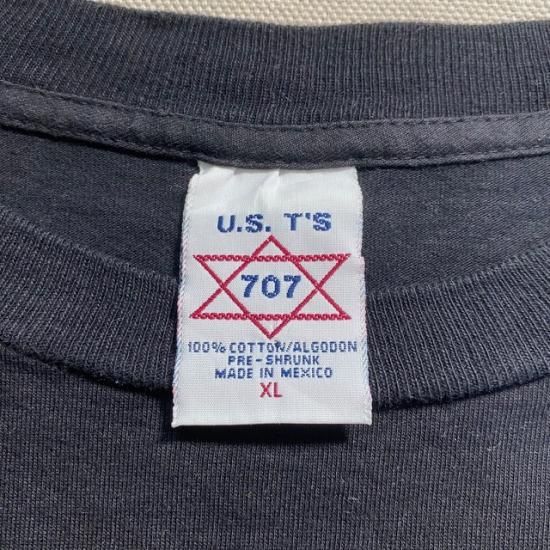 U.S. T'S
707
100% COTTON/ALGODON
PRE-SHRUNK
MADE IN MEXICO
XL